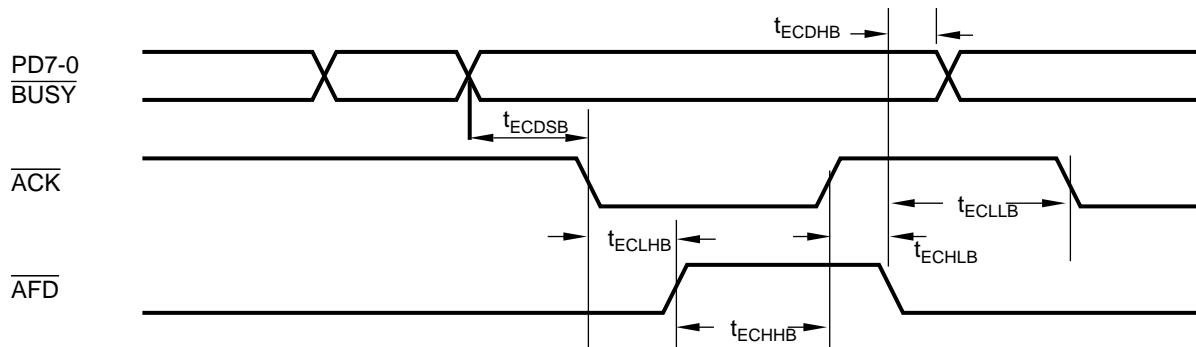 tECDHB
PD7-0
BUSY
tECDSB
ACK
tECLLB
tECLHB
tECHLB
AFD
tECHHB